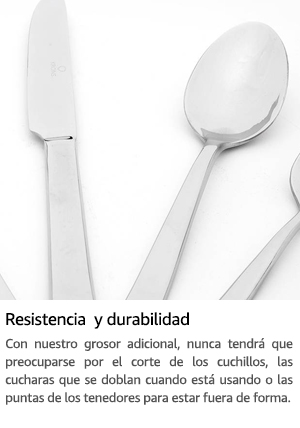 Resistencia  y durabilidad
Con nuestro grosor adicional, nunca tendrá que
preocuparse por el corte de los cuchillos, las
cucharas que se doblan cuando está usando o las
puntas de los tenedores para estar fuera de forma.